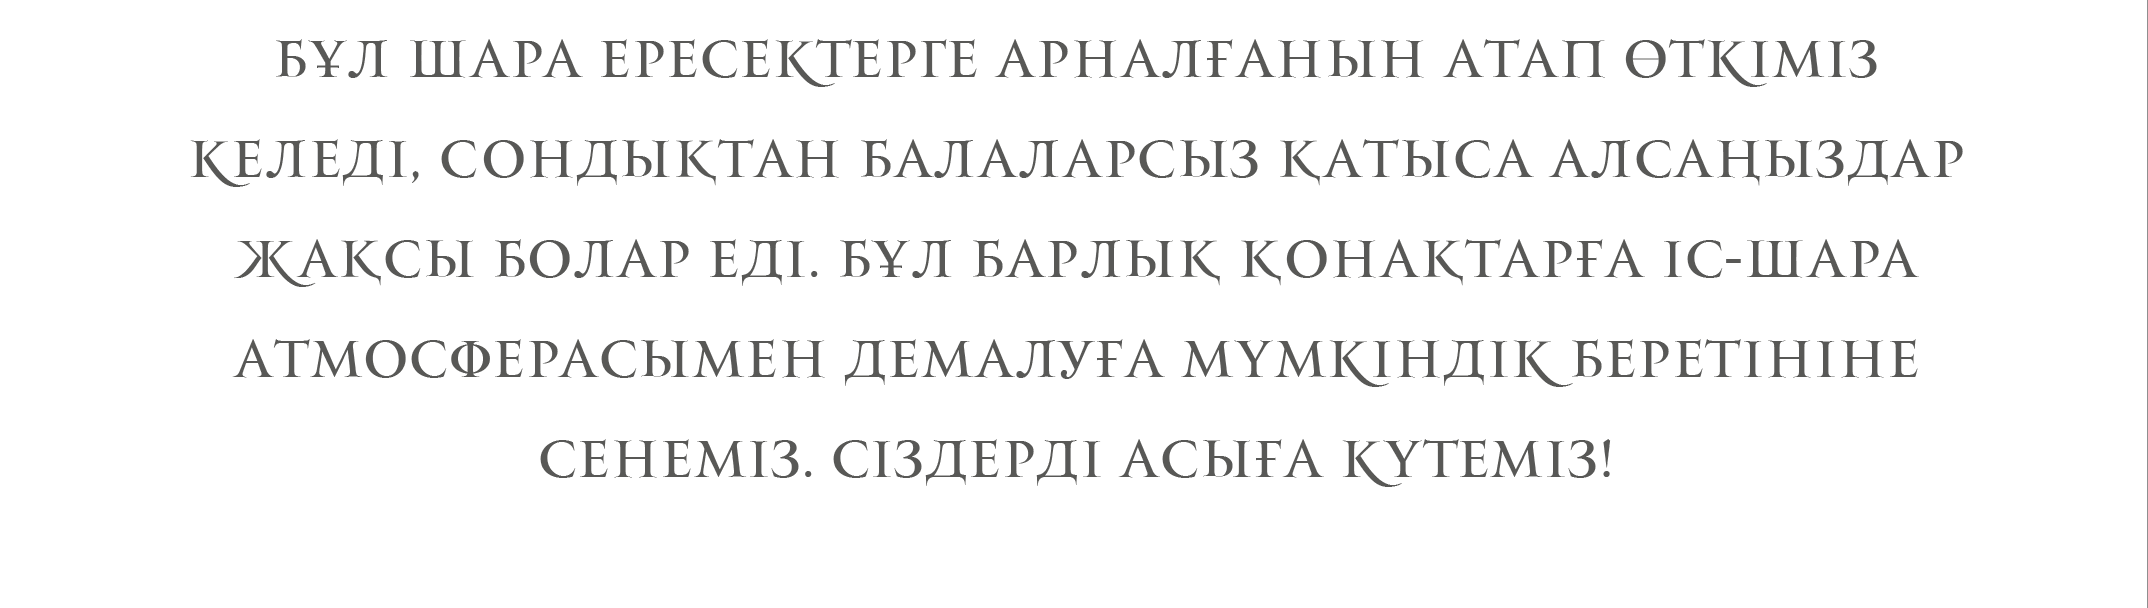 БҰЛ ШАРА ЕРЕСЕКТЕРГЕ АРНАЛҒАНЫН АТАП ӨТКІМІЗ
КЕЛЕДІ, СОНДЫҚТАН БАЛАЛАРСЫЗ ҚАТЫСА АЛСАҢЫЗДАР
ЖАҚСЫ БОЛАР ЕДІ. БҰЛ БАРЛЫҚ ҚОНАҚТАРҒА ІС-ШАРА
АТМОСФЕРАСЫМЕН ДЕМАЛУҒА МҮМКІНДІК БЕРЕТІНІНЕ
СЕНЕМІЗ. СІЗДЕРДІ АСЫҒА КҮТЕМІЗ!